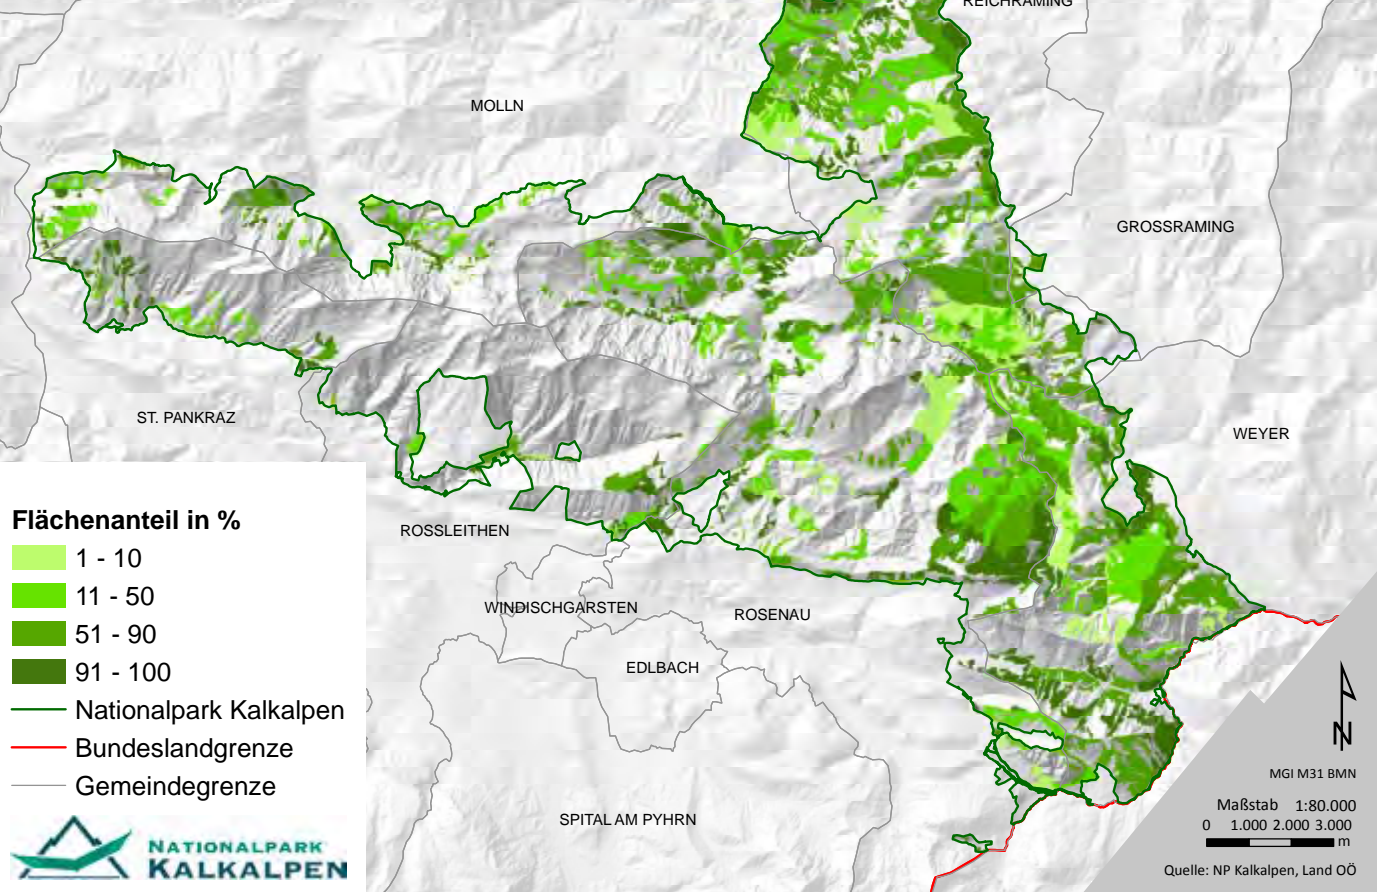 REICHRAMING
MOLLN
GROSSRAMING
ST. PANKRAZ
WEYER
ROSSLEITHEN
WINDISCHGARSTEN
ROSENAU
EDLBACH
SPITAL AM PYHRN
Flächenanteil in %
1 - 10
11 - 50
51 - 90
91 - 100
Nationalpark Kalkalpen
Bundeslandgrenze
Gemeindegrenze
NATIONALPARK
KALKALPEN
N
MGI M31 BMN
Maßstab 1:80.000
0 1.000 2.000 3.000
m
Quelle: NP Kalkalpen, Land OÖ